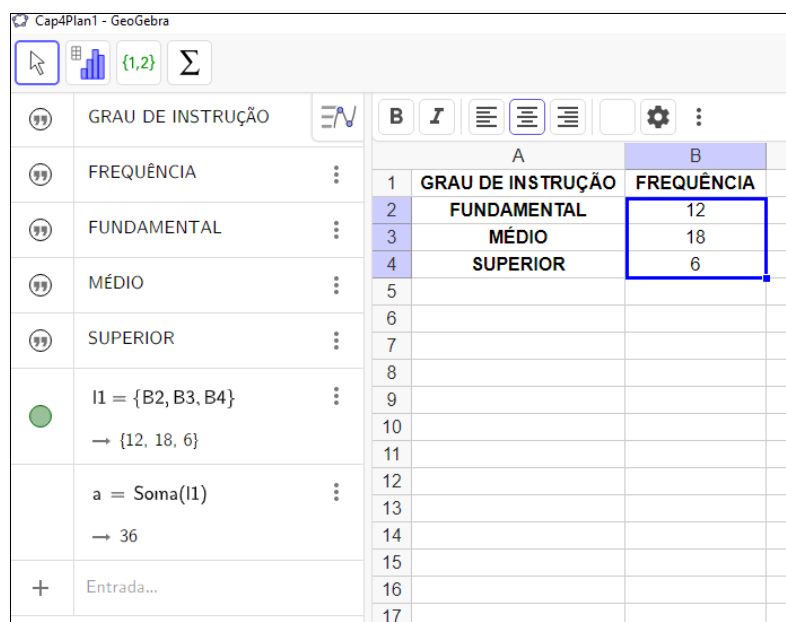 Cap4Plan1 - GeoGebra
{1,2} Σ
GRAU DE INSTRUÇÃO
FREQUÊNCIA
FUNDAMENTAL
MÉDIO
SUPERIOR
l1 = {B2, B3, B4}
→ {12, 18, 6}
a = Soma(l1)
→ 36
+ Entrada...
B I
A B
1 GRAU DE INSTRUÇÃO FREQUÊNCIA
2 FUNDAMENTAL 12
3 MÉDIO 18
4 SUPERIOR 6
5
6
7
8
9
10
11
12
13
14
15
16
17